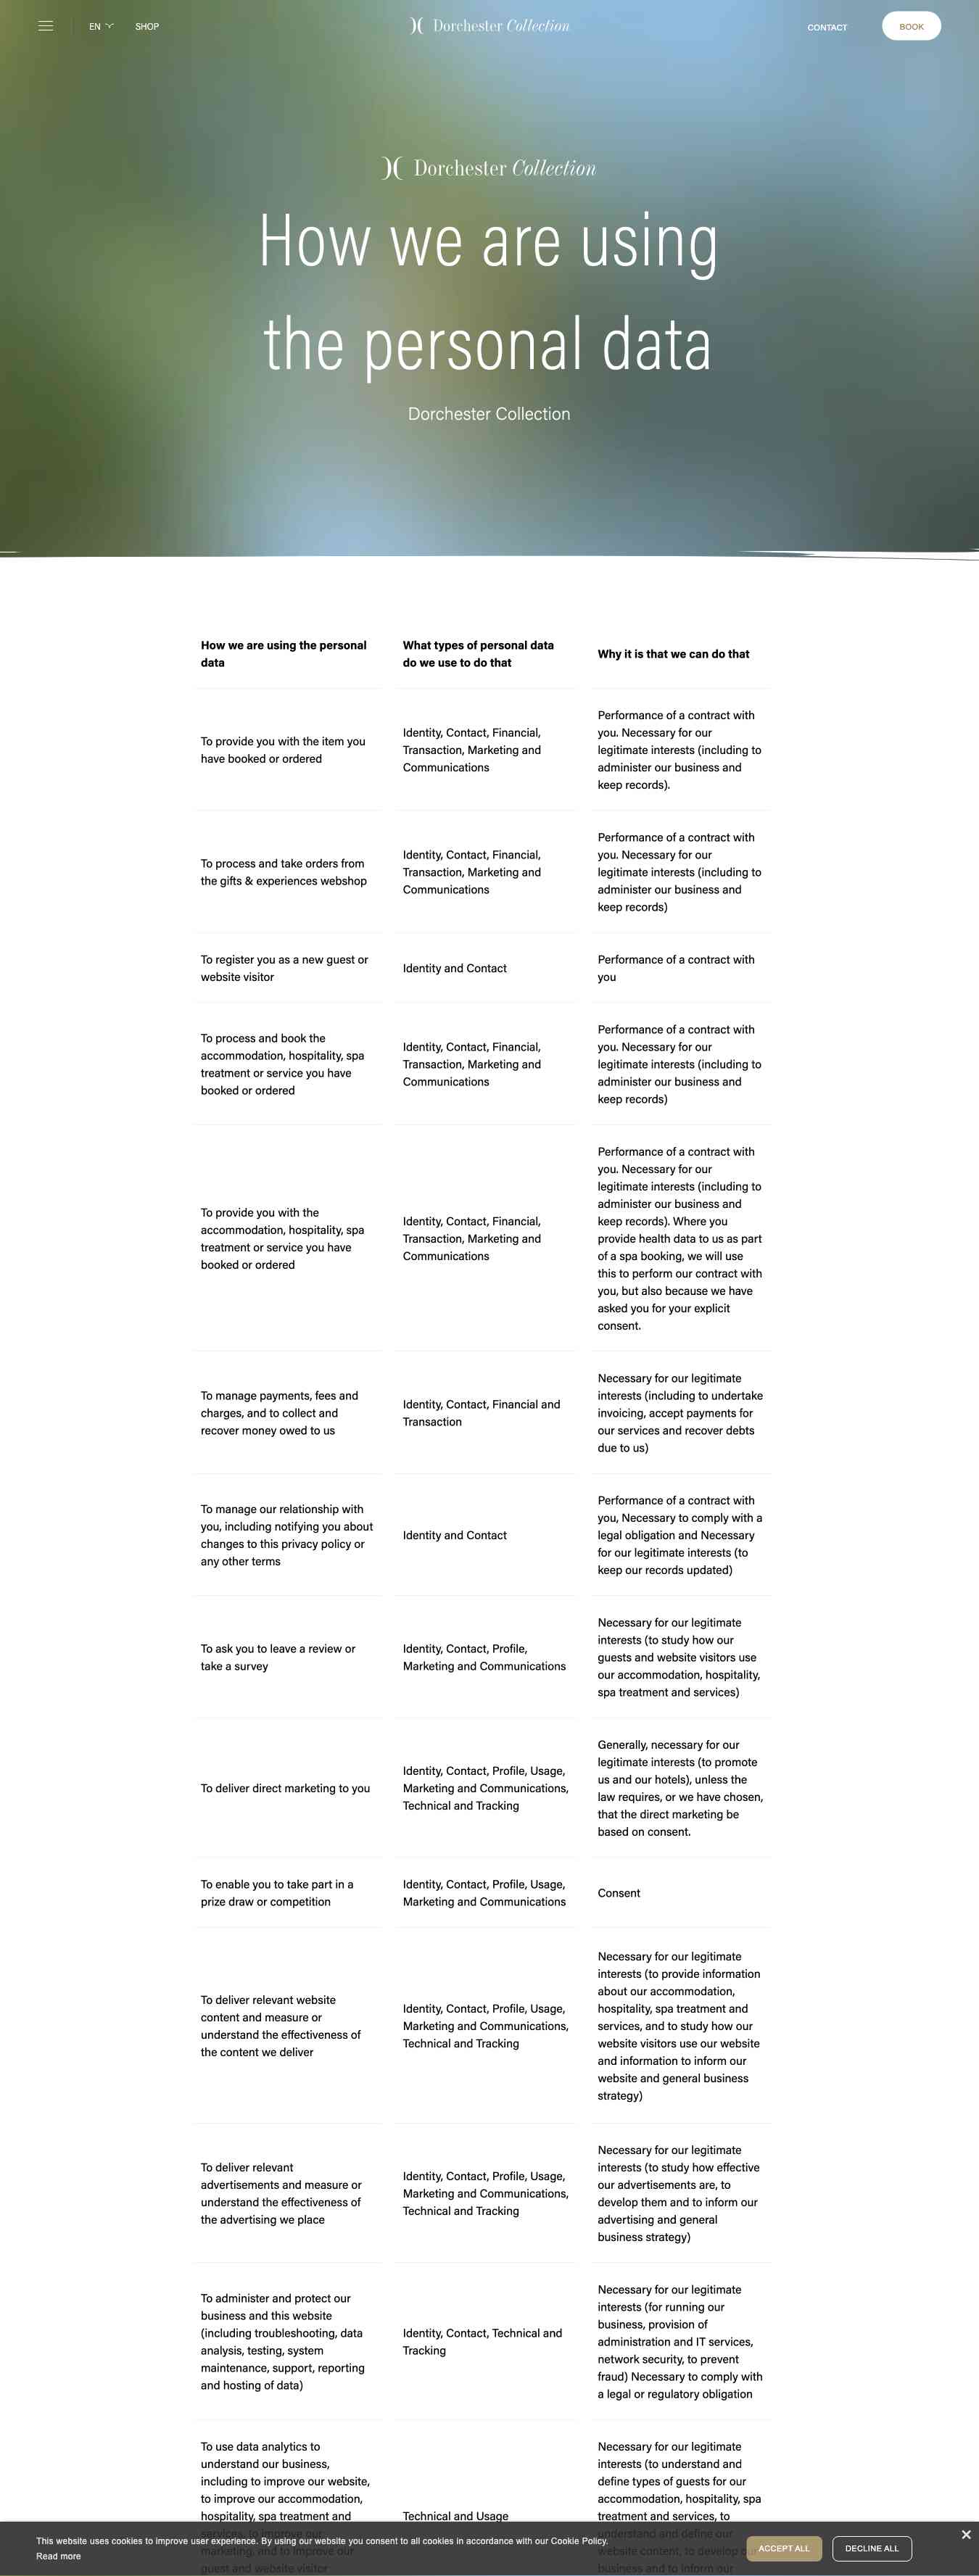 EN
SHOP
Dorchester Collection
CONTACT
BOOK
Dorchester Collection
How we are using
the personal data
Dorchester Collection
How we are using the personal
data
What types of personal data
do we use to do that
Why it is that we can do that
To provide you with the item you
have booked or ordered
Identity, Contact, Financial,
Transaction, Marketing and
Communications
Performance of a contract with
you. Necessary for our
legitimate interests (including to
administer our business and
keep records).
To process and take orders from
the gifts & experiences webshop
Identity, Contact, Financial,
Transaction, Marketing and
Communications
Performance of a contract with
you. Necessary for our
legitimate interests (including to
administer our business and
keep records)
To register you as a new guest or
website visitor
Identity and Contact
Performance of a contract with
you
To process and book the
accommodation, hospitality, spa
treatment or service you have
booked or ordered
Identity, Contact, Financial,
Transaction, Marketing and
Communications
Performance of a contract with
you. Necessary for our
legitimate interests (including to
administer our business and
keep records)
To provide you with the
accommodation, hospitality, spa
treatment or service you have
booked or ordered
Identity, Contact, Financial,
Transaction, Marketing and
Communications
Performance of a contract with
you. Necessary for our
legitimate interests (including to
administer our business and
keep records). Where you
provide health data to us as part
of a spa booking, we will use
this to perform our contract with
you, but also because we have
asked you for your explicit
consent.
To manage payments, fees and
charges, and to collect and
recover money owed to us
Identity, Contact, Financial and
Transaction
Necessary for our legitimate
interests (including to undertake
invoicing, accept payments for
our services and recover debts
due to us)
To manage our relationship with
you, including notifying you about
changes to this privacy policy or
any other terms
Identity and Contact
Performance of a contract with
you, Necessary to comply with a
legal obligation and Necessary
for our legitimate interests (to
keep our records updated)
To ask you to leave a review or
take a survey
Identity, Contact, Profile,
Marketing and Communications
Necessary for our legitimate
interests (to study how our
guests and website visitors use
our accommodation, hospitality,
spa treatment and services)
To deliver direct marketing to you
Identity, Contact, Profile, Usage,
Marketing and Communications,
Technical and Tracking
Generally, necessary for our
legitimate interests (to promote
us and our hotels), unless the
law requires, or we have chosen,
that the direct marketing be
based on consent.
To enable you to take part in a
prize draw or competition
Identity, Contact, Profile, Usage,
Marketing and Communications
Consent
To deliver relevant website
content and measure or
understand the effectiveness of
the content we deliver
Identity, Contact, Profile, Usage,
Marketing and Communications,
Technical and Tracking
Necessary for our legitimate
interests (to provide information
about our accommodation,
hospitality, spa treatment and
services, and to study how our
website visitors use our website
and information to inform our
website and general business
strategy)
To deliver relevant
advertisements and measure or
understand the effectiveness of
the advertising we place
Identity, Contact, Profile, Usage,
Marketing and Communications,
Technical and Tracking
Necessary for our legitimate
interests (to study how effective
our advertisements are, to
develop them and to inform our
advertising and general
business strategy)
To administer and protect our
business and this website
(including troubleshooting, data
analysis, testing, system
maintenance, support, reporting
and hosting of data)
Identity, Contact, Technical and
Tracking
Necessary for our legitimate
interests (for running our
business, provision of
administration and IT services,
network security, to prevent
fraud) Necessary to comply with
a legal or regulatory obligation
To use data analytics to
understand our business,
including to improve our website,
to improve our accommodation,
hospitality, spa treatment and
services, to improve our
marketing, and to improve our
guest and website visitor
Technical and Usage
Necessary for our legitimate
interests (to understand and
define types of guests for our
accommodation, hospitality, spa
treatment and services, to
understand and define our
website content, to develop
business and to inform our
This website uses cookies to improve user experience. By using our website you consent to all cookies in accordance with our Cookie Policy.
Read more
ACCEPT ALL
DECLINE ALL